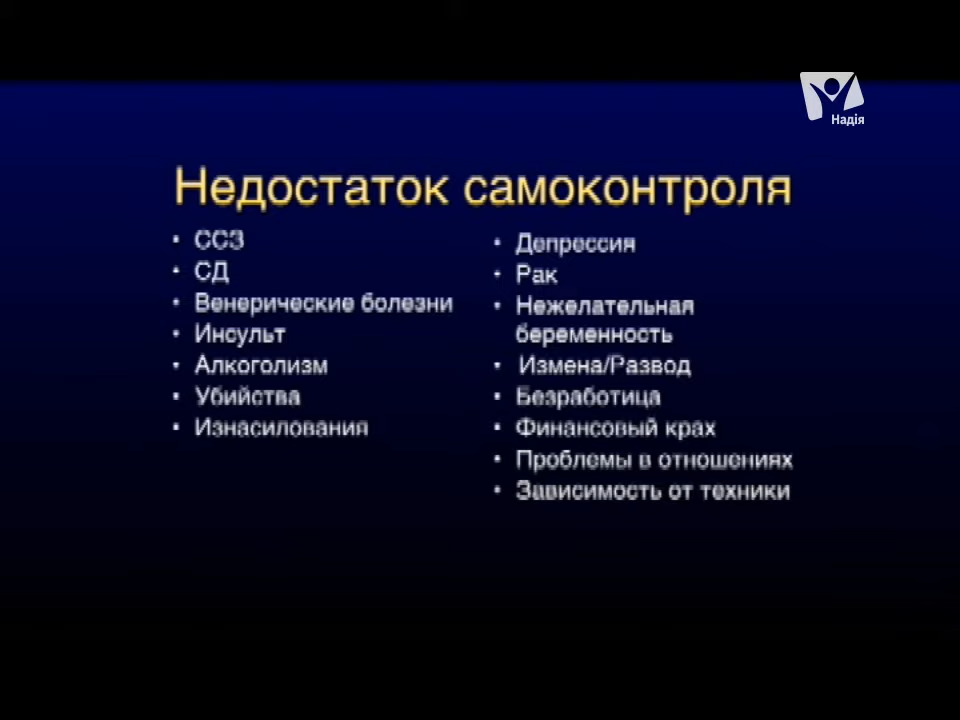 Надія
Недостаток самоконтроля
• ССЗ
• СД
• Венерические болезни
• Инсульт
• Алкоголизм
• Убийства
• Изнасилования
• Депрессия
• Рак
• Нежелательная
беременность
• Измена/Развод
• Безработица
• Финансовый крах
• Проблемы в отношениях
• Зависимость от техники